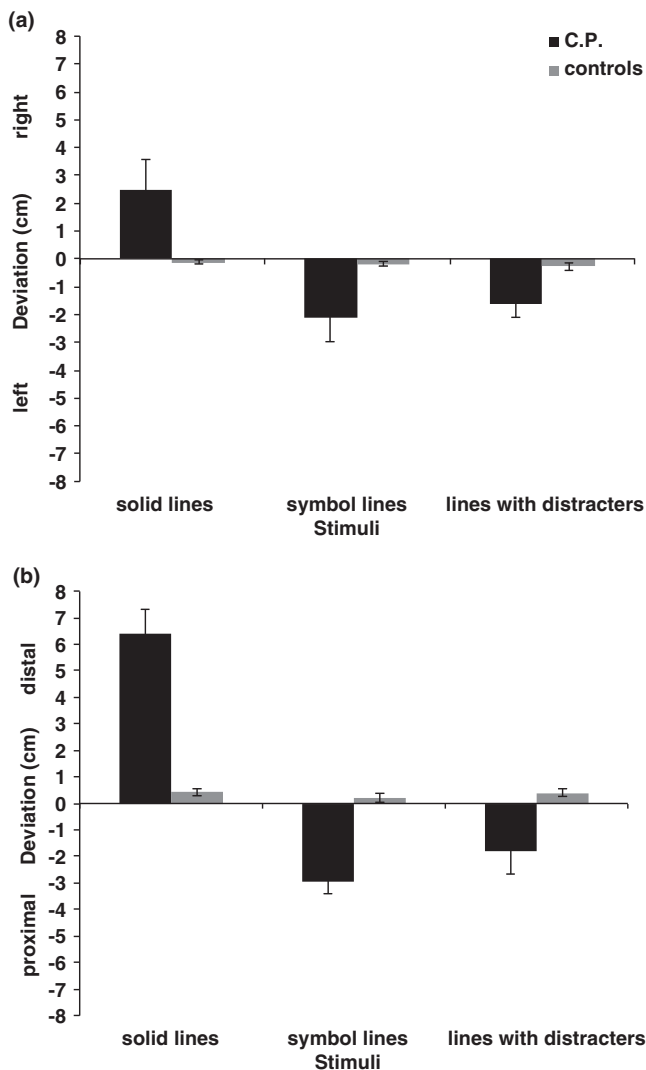 (a)
8
7
6
5
4
3
2
1
0
-1
-2
-3
-4
-5
-6
-7
-8
right
Deviation (cm)
left
C.P.
controls
solid lines
symbol lines
lines with distracters
Stimuli
(b)
8
7
6
5
4
3
2
1
0
-1
-2
-3
-4
-5
-6
-7
-8
distal
Deviation (cm)
proximal
solid lines
symbol lines
lines with distracters
Stimuli